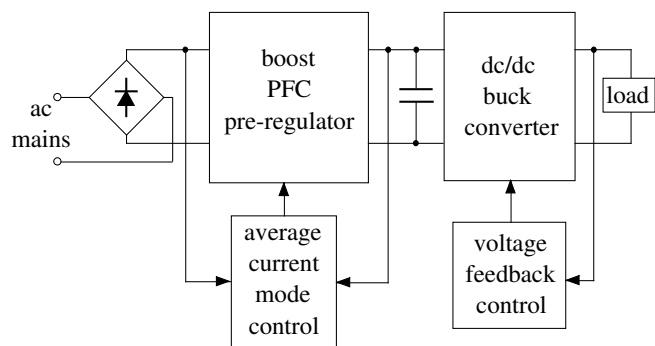 ac
mains
boost
PFC
pre-regulator
dc/dc
buck
converter
load
average
current
mode
control
voltage
feedback
control